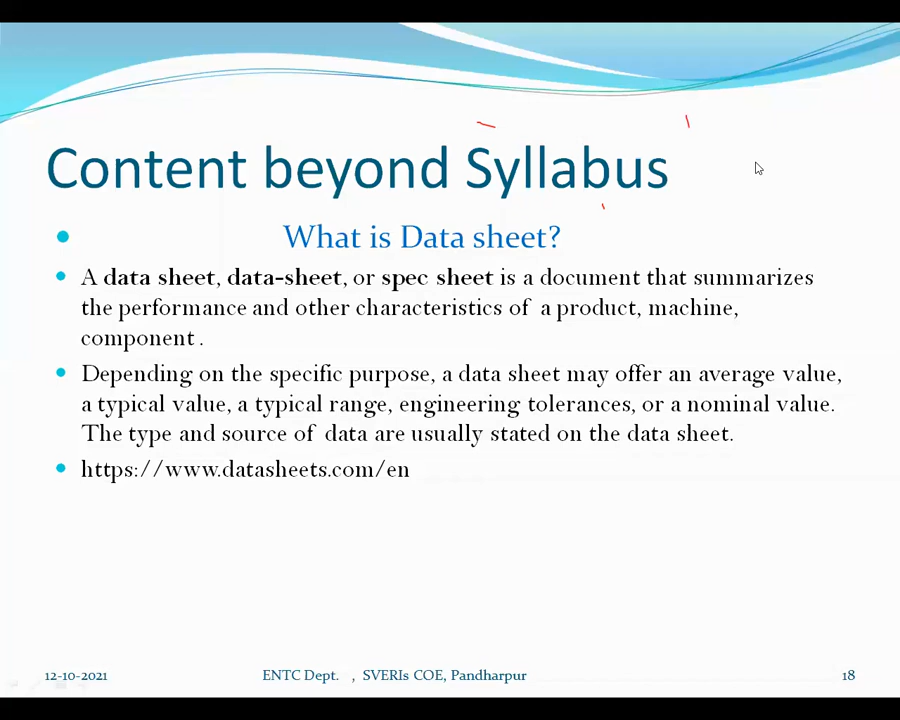 Content beyond Syllabus
What is Data sheet?
A data sheet, data-sheet, or spec sheet is a document that summarizes
the performance and other characteristics of a product, machine,
component .
Depending on the specific purpose, a data sheet may offer an average value,
a typical value, a typical range, engineering tolerances, or a nominal value.
The type and source of data are usually stated on the data sheet.
https://www.datasheets.com/en
12-10-2021 ENTC Dept. , SVERIs COE, Pandharpur 18